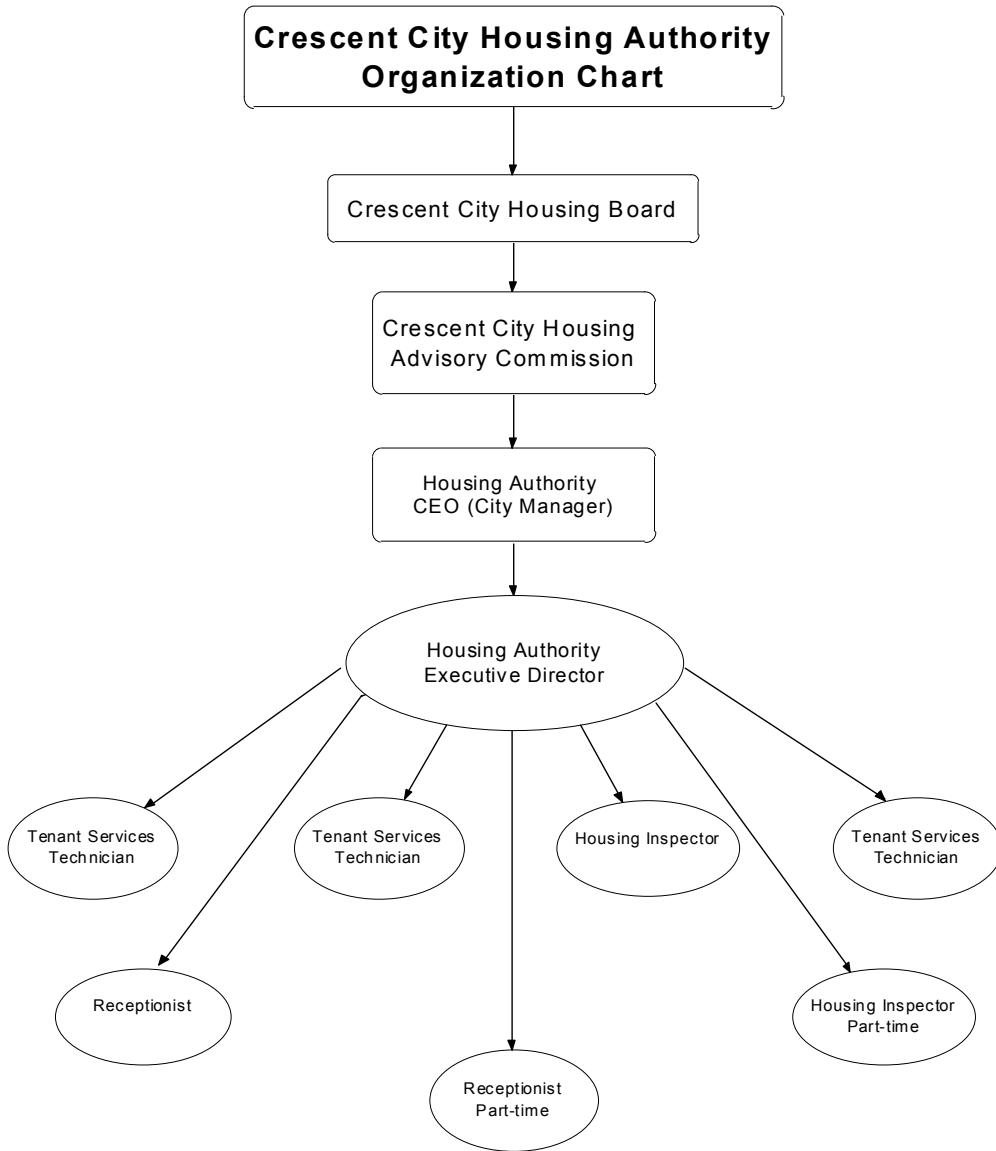 Crescent City Housing Authority
Organization Chart
Crescent City Housing Board
Crescent City Housing
Advisory Commission
Housing Authority
CEO (City Manager)
Housing Authority
Executive Director
Tenant Services
Technician
Tenant Services
Technician
Housing Inspector
Tenant Services
Technician
Receptionist
Housing Inspector
Part-time
Receptionist
Part-time